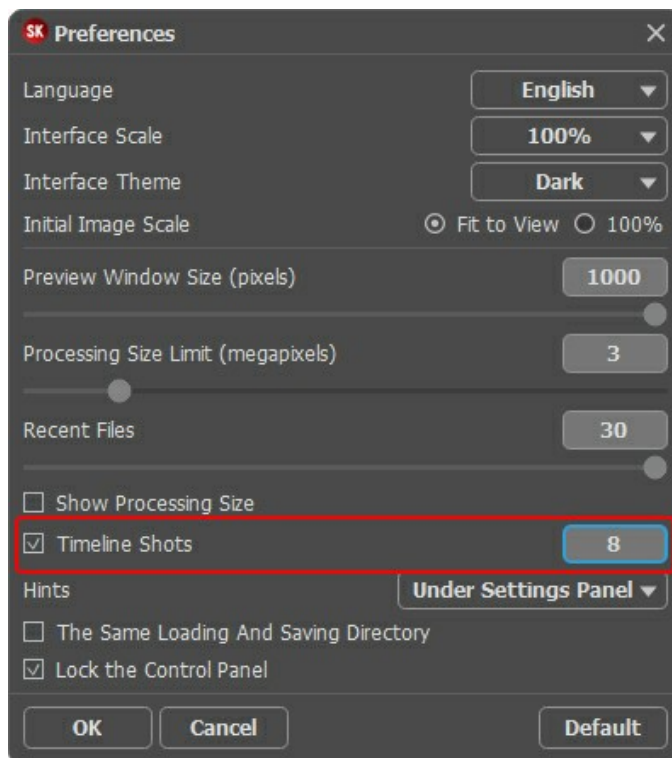 SK Preferences
Language English
Interface Scale 100%
Interface Theme Dark
Initial Image Scale Fit to View 100%
Preview Window Size (pixels) 1000
Processing Size Limit (megapixels) 3
Recent Files 30
Show Processing Size
Timeline Shots 8
Hints Under Settings Panel
The Same Loading And Saving Directory
Lock the Control Panel
OK Cancel Default